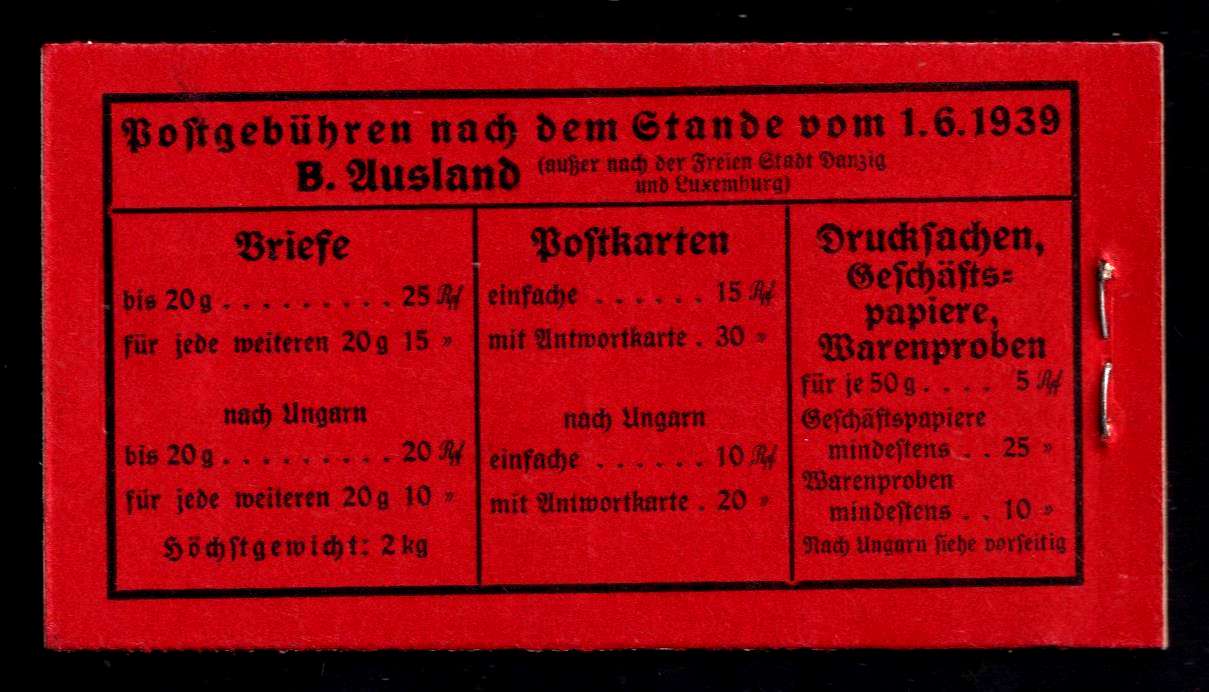 Postgebühren nach dem Stande vom 1.6.1939
B. Ausland (außer nach der Freien Stadt Danzig
und Luxemburg)
Briefe
bis 20 g . . . . . . . . . 25 Rpf
für jede weiteren 20 g 15 "
nach Ungarn
bis 20 g . . . . . . . . . 20 Rpf
für jede weiteren 20 g 10 "
Höchstgewicht: 2 kg
Postkarten
einfache . . . . . . 15 Rpf
mit Antwortkarte . 30 "
nach Ungarn
einfache . . . . . . 10 Rpf
mit Antwortkarte . 20 "
Drucksachen,
Geschäfts=
papiere,
Warenproben
für je 50 g . . . . 5 Rpf
Geschäftspapiere
mindestens . . 25 "
Warenproben
mindestens . . 10 "
Nach Ungarn siehe vorseitig